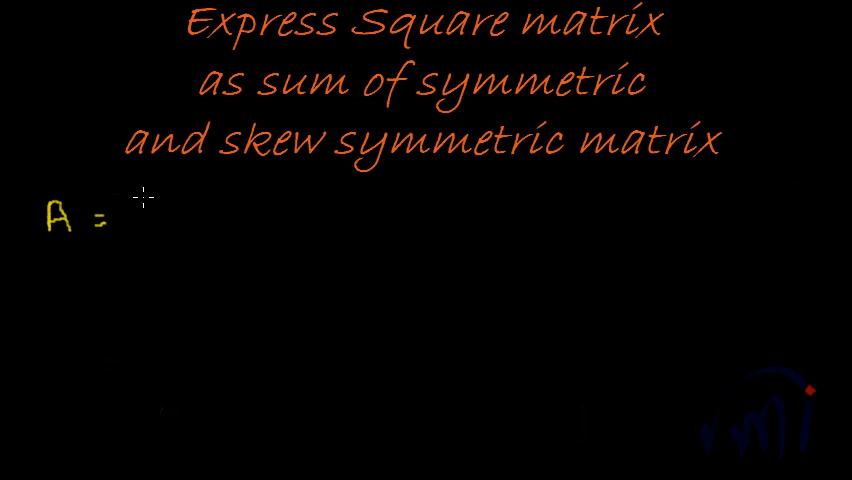 Express Square matrix
as sum of symmetric
and skew symmetric matrix
A =